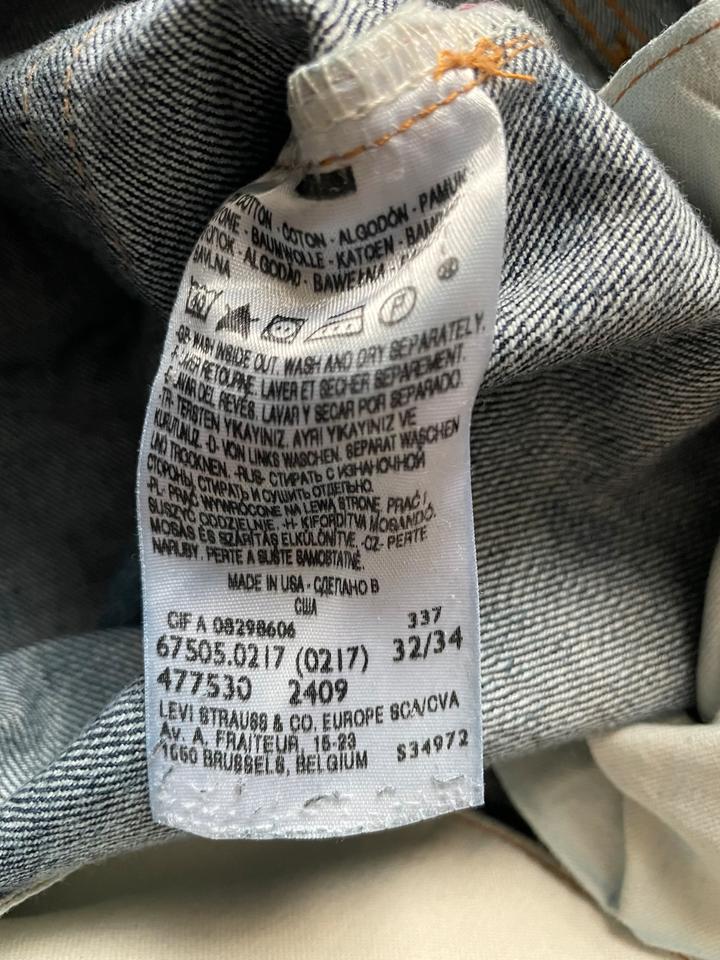 COTTON - COTON - ALGODÓN - PAMUK
BAUMWOLLE - KATOEN
ALGODÃO - BAWEŁNA
BAVLNA
P
-GB- WASH INSIDE OUT. WASH AND DRY SEPARATELY.
-F- LAVER RETOURNE. LAVER ET SECHER SEPAREMENT.
-E- LAVAR DEL REVES. LAVAR Y SECAR POR SEPARADO.
-TR- TERSTEN YIKAYINIZ. AYRI YIKAYINIZ VE
KURUTUNUZ. -D- VON LINKS WASCHEN. SEPARAT WASCHEN
UND TROCKNEN. -RUS- СТИРАТЬ С ИЗНАНОЧНОЙ
СТОРОНЫ, СТИРАТЬ И СУШИТЬ ОТДЕЛЬНО.
-PL- PRAĆ WYWRÓCONE NA LEWĄ STRONĘ, PRAĆ I
SUSZYĆ ODDZIELNIE. -H- KIFORDÍTVA MOSANDÓ.
MOSÁS ÉS SZÁRÍTÁS ELKÜLÖNÍTVE. -CZ- PERTE
NARUBY. PERTE A SUŠTE SAMOSTATNĚ.
MADE IN USA - СДЕЛАНО В
США
CIF A 08298606 337
67505.0217 (0217) 32/34
477530 2409
LEVI STRAUSS & CO. EUROPE SCA/CVA
AV. A. FRAITEUR, 15-23
1050 BRUSSELS, BELGIUM S34972